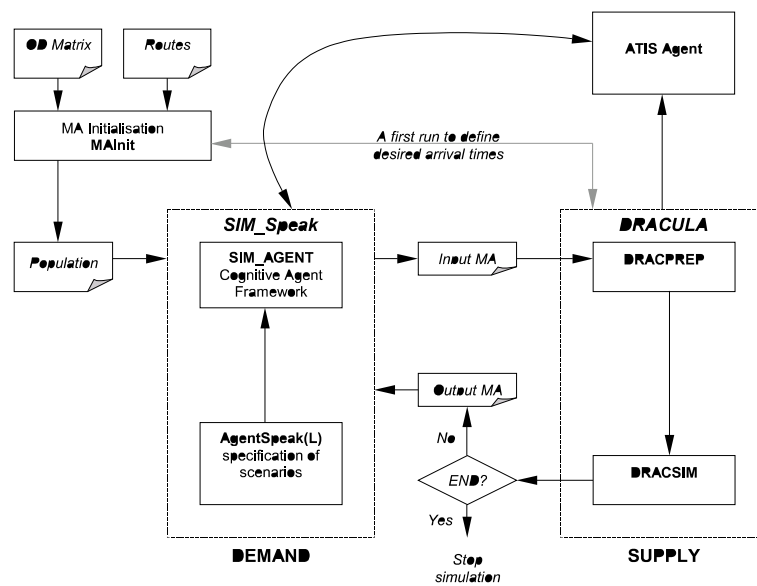 OD Matrix
Routes
ATIS Agent
MA Initialisation
MAInit
A first run to define
desired arrival times
SIM_Speak
DRACULA
Population
SIM_AGENT
Cognitive Agent
Framework
Input MA
DRACPREP
Output MA
AgentSpeak(L)
specification of
scenarios
No
END?
DRACSIM
Yes
DEMAND
Stop
simulation
SUPPLY